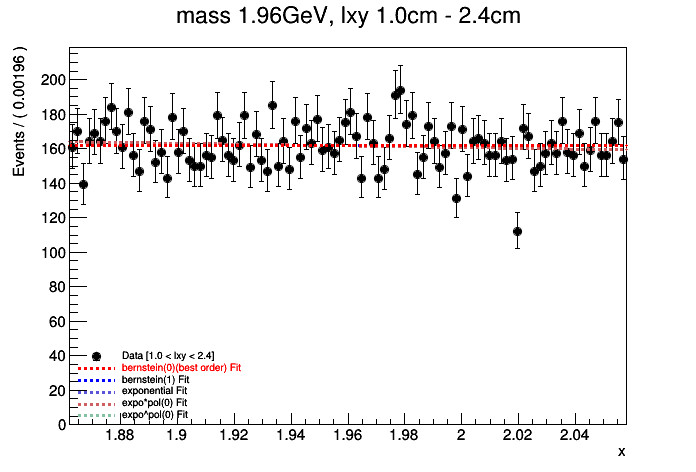 mass 1.96GeV, lxy 1.0cm - 2.4cm
Events / ( 0.00196 )
200
180
160
140
120
100
80
60
40
20
0
Data [1.0 < lxy < 2.4]
bernstein(0)(best order) Fit
bernstein(1) Fit
exponential Fit
expo*pol(0) Fit
expo^pol(0) Fit
1.88 1.9 1.92 1.94 1.96 1.98 2 2.02 2.04
x